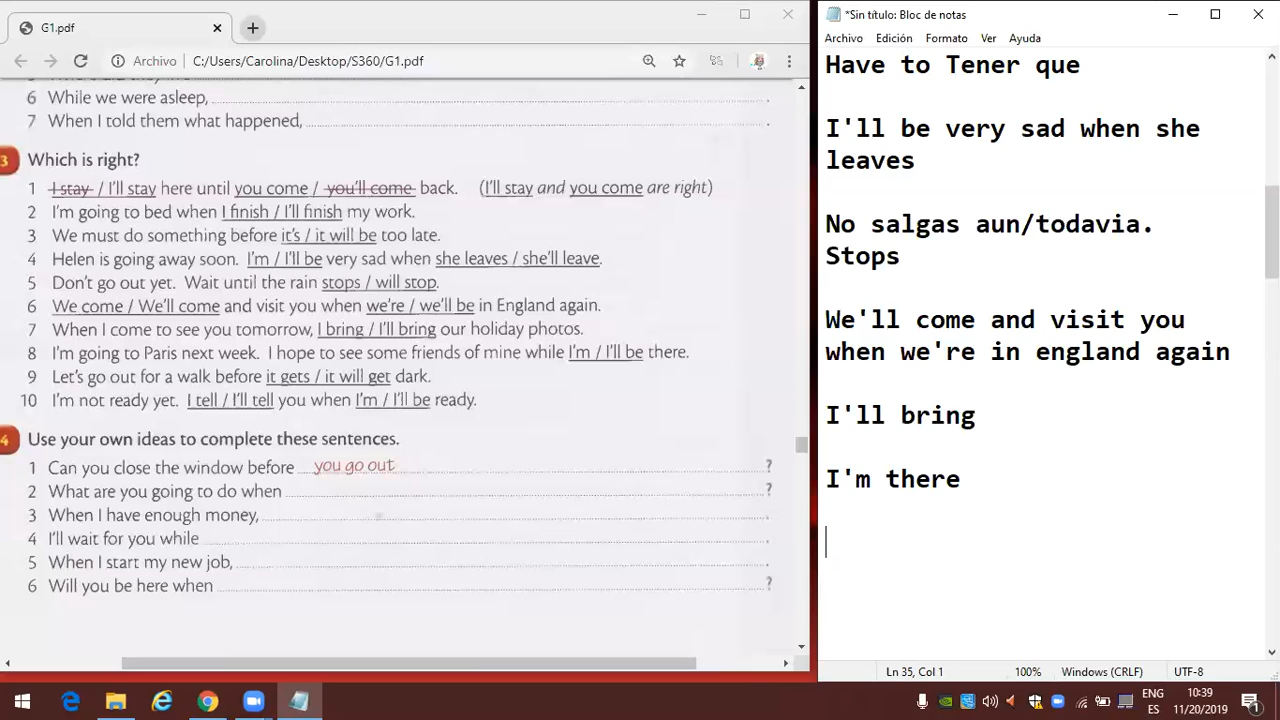 G1.pdf
Archivo C:/Users/Carolina/Desktop/S360/G1.pdf
6 While we were asleep, .
7 When I told them what happened, .
3 Which is right?
1 I stay / I'll stay here until you come / you'll come back. (I'll stay and you come are right)
2 I'm going to bed when I finish / I'll finish my work.
3 We must do something before it's / it will be too late.
4 Helen is going away soon. I'm / I'll be very sad when she leaves / she'll leave.
5 Don't go out yet. Wait until the rain stops / will stop.
6 We come / We'll come and visit you when we're / we'll be in England again.
7 When I come to see you tomorrow, I bring / I'll bring our holiday photos.
8 I'm going to Paris next week. I hope to see some friends of mine while I'm / I'll be there.
9 Let's go out for a walk before it gets / it will get dark.
10 I'm not ready yet. I tell / I'll tell you when I'm / I'll be ready.
4 Use your own ideas to complete these sentences.
1 Can you close the window before you go out ?
2 What are you going to do when ?
3 When I have enough money, .
4 I'll wait for you while .
5 When I start my new job, .
6 Will you be here when ?
*Sin título: Bloc de notas
Archivo Edición Formato Ver Ayuda
Have to Tener que
I'll be very sad when she
leaves
No salgas aun/todavia.
Stops
We'll come and visit you
when we're in england again
I'll bring
I'm there
Ln 35, Col 1 100% Windows (CRLF) UTF-8
ENG
ES
10:39
11/20/2019
1